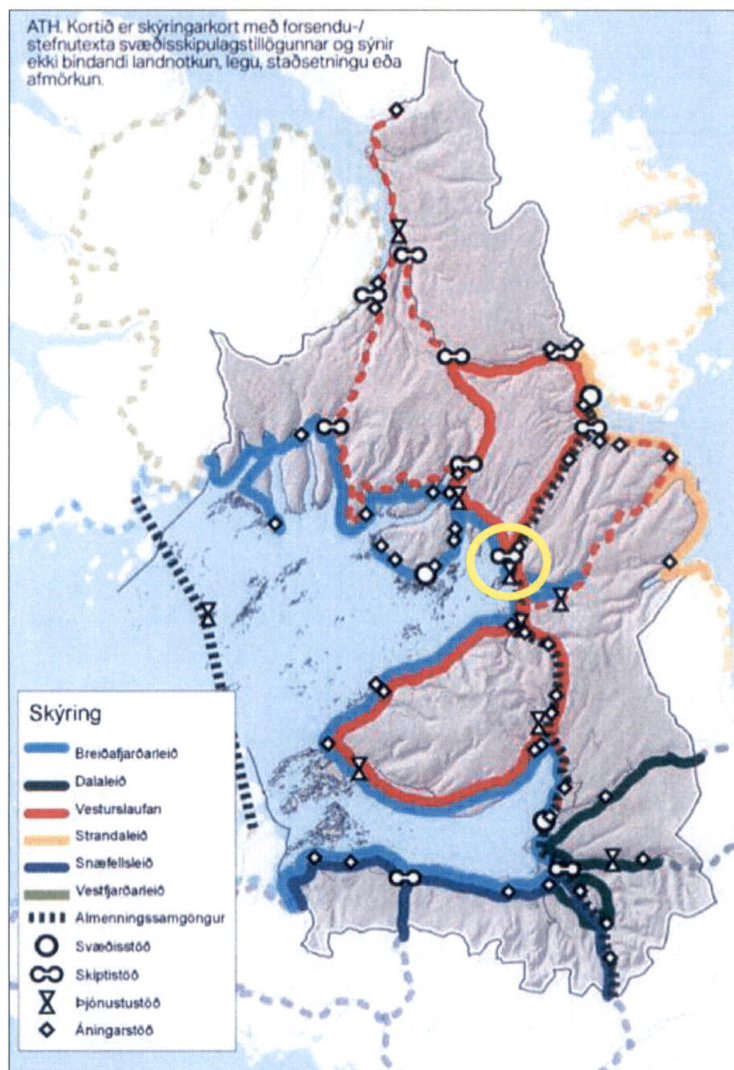 ATH. Kortið er skýringarkort með forsendu-/
stefnutexta svæðisskipulagstillögunnar og sýnir
ekki bindandi landnotkun, legu, staðsetningu eða
afmörkun.
Skýring
Breiðafjarðarleið
Dalaleið
Vesturslaufan
Strandaleið
Snæfellsleið
Vestfjarðarleið
Almenningssamgöngur
Svæðisstöð
Skiptistöð
Þjónustustöð
Áningarstöð